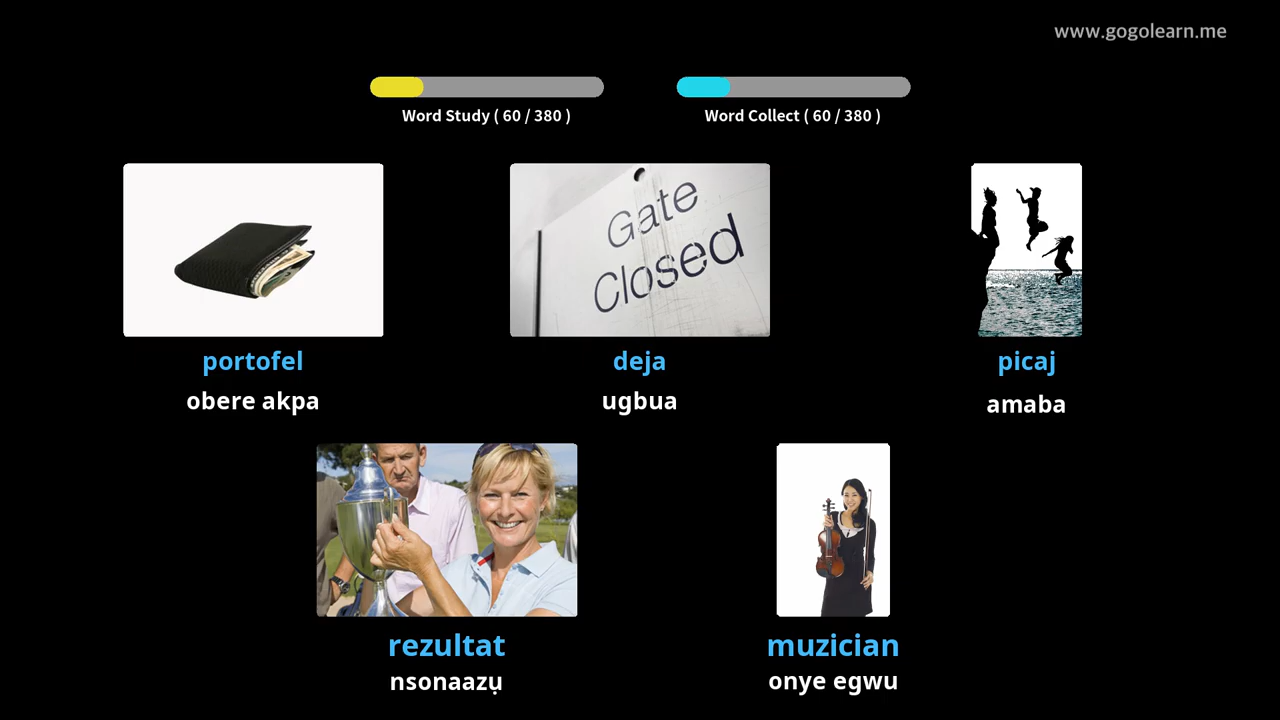 www.gogolearn.me
Word Study ( 60 / 380 )
Word Collect ( 60 / 380 )
Gate
Closed
portofel
obere akpa
deja
ugbua
picaj
amaba
rezultat
nsonaazụ
muzician
onye egwu